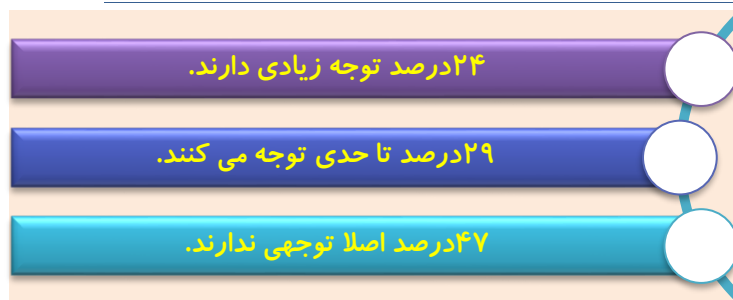 ۲۴درصد توجه زیادی دارند.
۲۹درصد تا حدی توجه می کنند.
۴۷درصد اصلا توجهی ندارند.